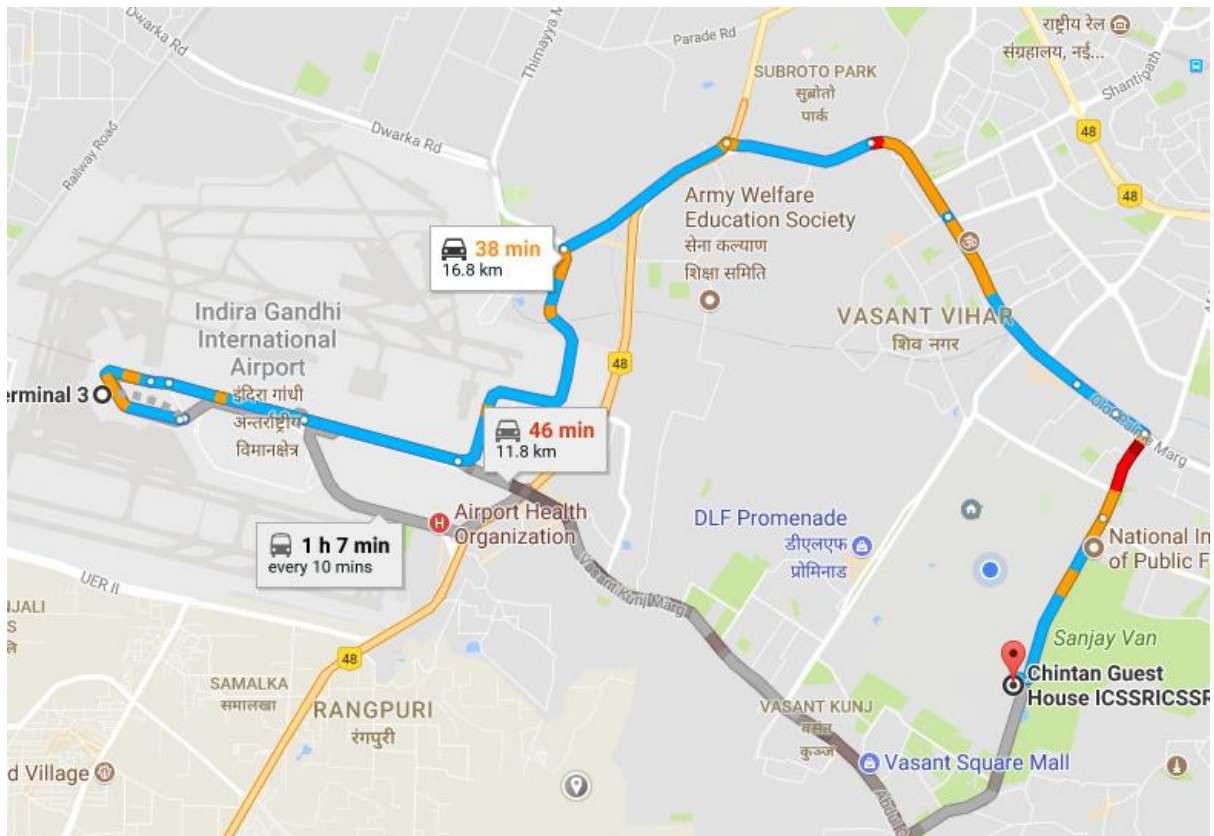 Dwarka Rd
Thimayya M
Parade Rd
राष्ट्रीय रेल
संग्रहालय, नई...
Shantipath
SUBROTO PARK
सुब्रोतो
पार्क
Railway Road
Dwarka Rd
48
48
Army Welfare
Education Society
सेना कल्याण
शिक्षा समिति
38 min
16.8 km
Indira Gandhi
International
Airport
इंदिरा गांधी
अन्तर्राष्ट्रीय
विमानक्षेत्र
VASANT VIHAR
शिव नगर
48
erminal 3
46 min
11.8 km
Marg
Airport Health
Organization
H
1 h 7 min
every 10 mins
DLF Promenade
डीएलएफ
प्रोमिनाड
National In
of Public F
UER II
Vasant Kunj Marg
NJALI
S
लि
Sanjay Van
48
SAMALKA
समालखा
RANGPURI
रंगपुरी
Chintan Guest
House ICSSRICSSR
VASANT KUNJ
वसंत
कुञ्ज
Vasant Square Mall
d Village
Abdul